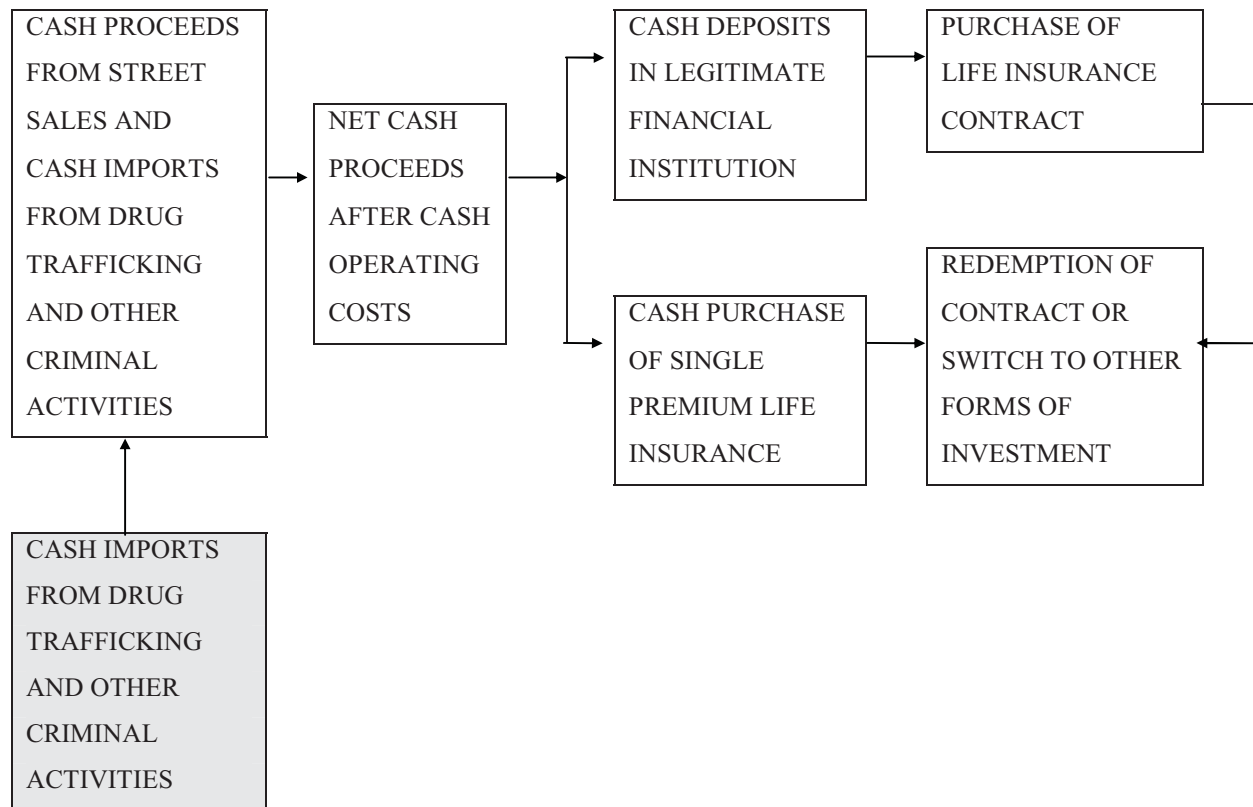 CASH PROCEEDS
FROM STREET
SALES AND
CASH IMPORTS
FROM DRUG
TRAFFICKING
AND OTHER
CRIMINAL
ACTIVITIES
NET CASH
PROCEEDS
AFTER CASH
OPERATING
COSTS
CASH DEPOSITS
IN LEGITIMATE
FINANCIAL
INSTITUTION
PURCHASE OF
LIFE INSURANCE
CONTRACT
CASH PURCHASE
OF SINGLE
PREMIUM LIFE
INSURANCE
REDEMPTION OF
CONTRACT OR
SWITCH TO OTHER
FORMS OF
INVESTMENT
CASH IMPORTS
FROM DRUG
TRAFFICKING
AND OTHER
CRIMINAL
ACTIVITIES